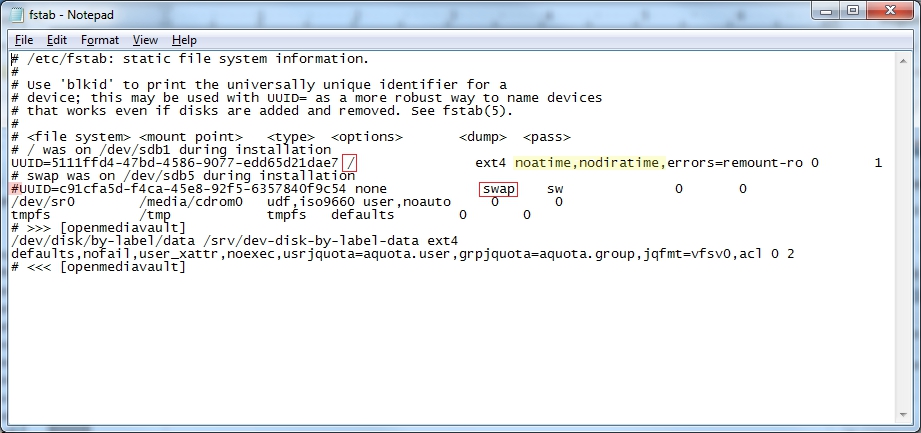 fstab - Notepad
File Edit Format View Help
# /etc/fstab: static file system information.
#
# Use 'blkid' to print the universally unique identifier for a
# device; this may be used with UUID= as a more robust way to name devices
# that works even if disks are added and removed. See fstab(5).
#
# <file system> <mount point>   <type>  <options>       <dump>  <pass>
# / was on /dev/sdb1 during installation
UUID=5111ffd4-47bd-4586-9077-edd65d21dae7 /               ext4 noatime,nodiratime,errors=remount-ro 0       1
# swap was on /dev/sdb5 during installation
#UUID=c91cfa5d-f4ca-45e8-92f5-6357840f9c54 none            swap    sw              0       0
/dev/sr0        /media/cdrom0   udf,iso9660 user,noauto     0       0
tmpfs           /tmp            tmpfs   defaults        0       0
# >>> [openmediavault]
/dev/disk/by-label/data /srv/dev-disk-by-label-data ext4
defaults,nofail,user_xattr,noexec,usrjquota=aquota.user,grpjquota=aquota.group,jqfmt=vfsv0,acl 0 2
# <<< [openmediavault]